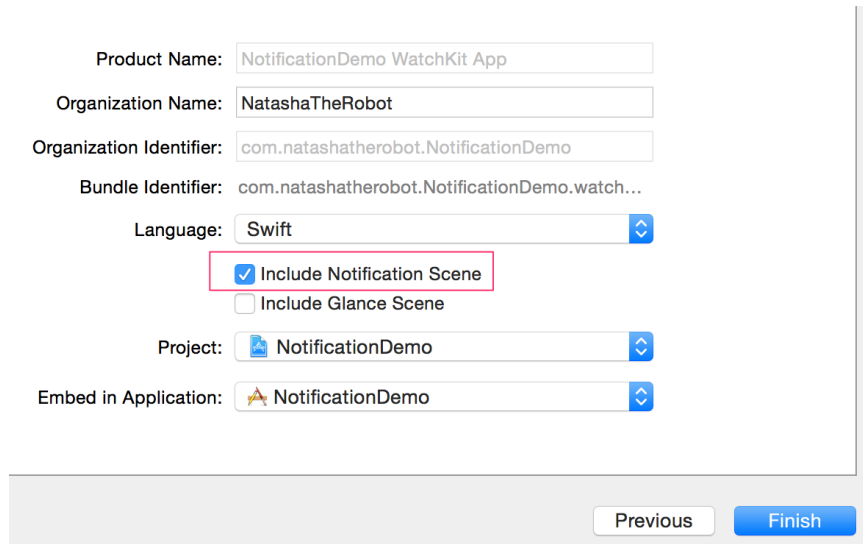 Product Name: NotificationDemo WatchKit App
Organization Name: NatashaTheRobot
Organization Identifier: com.natashatherobot.NotificationDemo
Bundle Identifier: com.natashatherobot.NotificationDemo.watch...
Language: Swift
Include Notification Scene
Include Glance Scene
Project: NotificationDemo
Embed in Application: NotificationDemo
Previous Finish